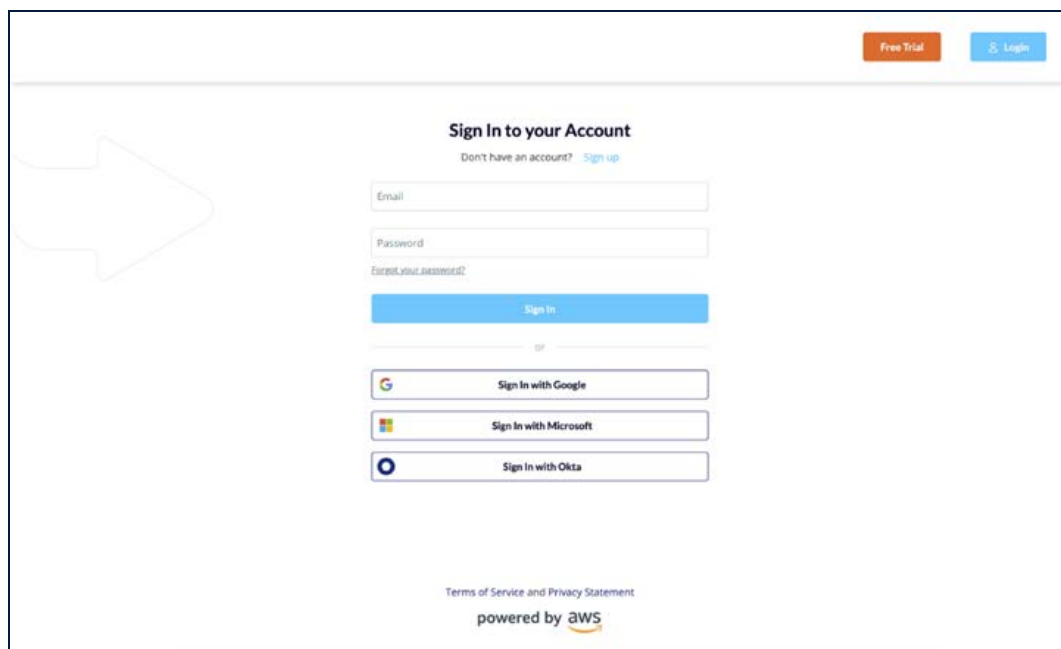 Free Trial
Login
Sign In to your Account
Don't have an account? Sign up
Email
Password
Forgot your password?
Sign In
or
Sign In with Google
Sign In with Microsoft
Sign In with Okta
Terms of Service and Privacy Statement
powered by aws